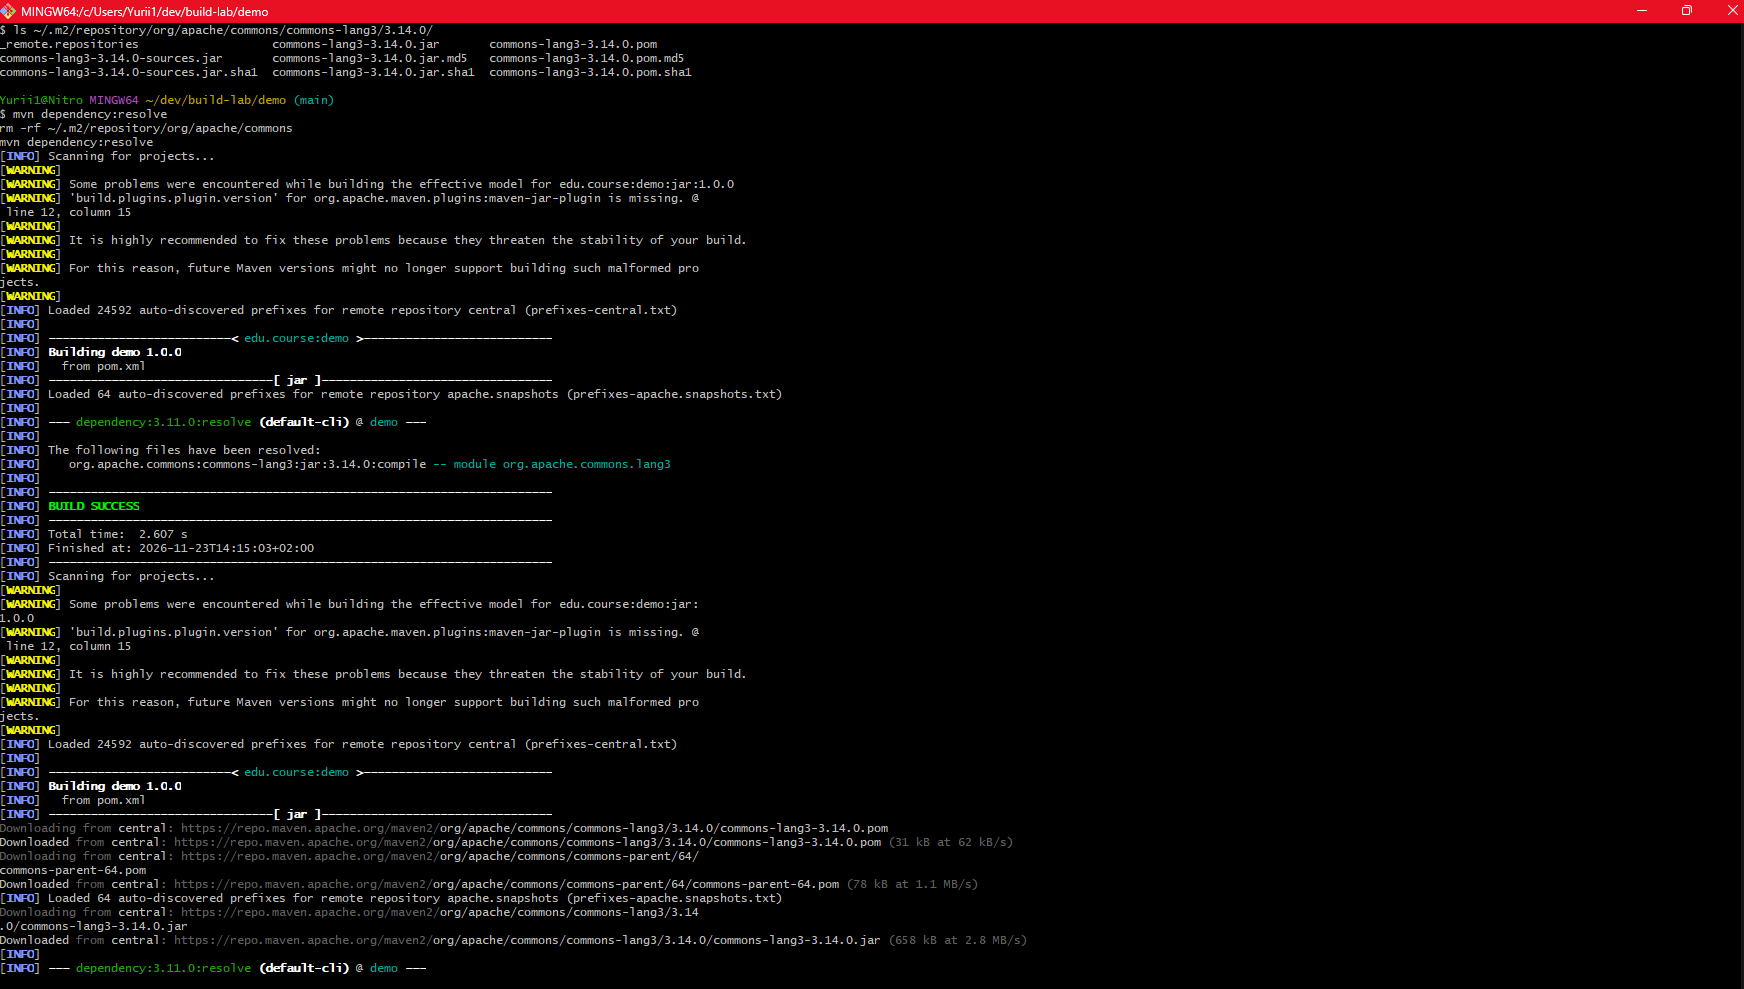 MINGW64:/c/Users/Yurii1/dev/build-lab/demo
$ ls ~/.m2/repository/org/apache/commons/commons-lang3/3.14.0/
_remote.repositories                   commons-lang3-3.14.0.jar       commons-lang3-3.14.0.pom
commons-lang3-3.14.0-sources.jar       commons-lang3-3.14.0.jar.md5   commons-lang3-3.14.0.pom.md5
commons-lang3-3.14.0-sources.jar.sha1  commons-lang3-3.14.0.jar.sha1  commons-lang3-3.14.0.pom.sha1
Yurii1@Nitro MINGW64 ~/dev/build-lab/demo (main)
$ mvn dependency:resolve
rm -rf ~/.m2/repository/org/apache/commons
mvn dependency:resolve
[INFO] Scanning for projects...
[WARNING]
[WARNING] Some problems were encountered while building the effective model for edu.course:demo:jar:1.0.0
[WARNING] 'build.plugins.plugin.version' for org.apache.maven.plugins:maven-jar-plugin is missing. @
 line 12, column 15
[WARNING]
[WARNING] It is highly recommended to fix these problems because they threaten the stability of your build.
[WARNING]
[WARNING] For this reason, future Maven versions might no longer support building such malformed pro
jects.
[WARNING]
[INFO] Loaded 24592 auto-discovered prefixes for remote repository central (prefixes-central.txt)
[INFO]
[INFO] --------------------------< edu.course:demo >---------------------------
[INFO] Building demo 1.0.0
[INFO]   from pom.xml
[INFO] --------------------------------[ jar ]---------------------------------
[INFO] Loaded 64 auto-discovered prefixes for remote repository apache.snapshots (prefixes-apache.snapshots.txt)
[INFO]
[INFO] --- dependency:3.11.0:resolve (default-cli) @ demo ---
[INFO]
[INFO] The following files have been resolved:
[INFO]    org.apache.commons:commons-lang3:jar:3.14.0:compile -- module org.apache.commons.lang3
[INFO]
[INFO] ------------------------------------------------------------------------
[INFO] BUILD SUCCESS
[INFO] ------------------------------------------------------------------------
[INFO] Total time:  2.607 s
[INFO] Finished at: 2026-11-23T14:15:03+02:00
[INFO] ------------------------------------------------------------------------
[INFO] Scanning for projects...
[WARNING]
[WARNING] Some problems were encountered while building the effective model for edu.course:demo:jar:
1.0.0
[WARNING] 'build.plugins.plugin.version' for org.apache.maven.plugins:maven-jar-plugin is missing. @
 line 12, column 15
[WARNING]
[WARNING] It is highly recommended to fix these problems because they threaten the stability of your build.
[WARNING]
[WARNING] For this reason, future Maven versions might no longer support building such malformed pro
jects.
[WARNING]
[INFO] Loaded 24592 auto-discovered prefixes for remote repository central (prefixes-central.txt)
[INFO]
[INFO] --------------------------< edu.course:demo >---------------------------
[INFO] Building demo 1.0.0
[INFO]   from pom.xml
[INFO] --------------------------------[ jar ]---------------------------------
Downloading from central: https://repo.maven.apache.org/maven2/org/apache/commons/commons-lang3/3.14.0/commons-lang3-3.14.0.pom
Downloaded from central: https://repo.maven.apache.org/maven2/org/apache/commons/commons-lang3/3.14.0/commons-lang3-3.14.0.pom (31 kB at 62 kB/s)
Downloading from central: https://repo.maven.apache.org/maven2/org/apache/commons/commons-parent/64/
commons-parent-64.pom
Downloaded from central: https://repo.maven.apache.org/maven2/org/apache/commons/commons-parent/64/commons-parent-64.pom (78 kB at 1.1 MB/s)
[INFO] Loaded 64 auto-discovered prefixes for remote repository apache.snapshots (prefixes-apache.snapshots.txt)
Downloading from central: https://repo.maven.apache.org/maven2/org/apache/commons/commons-lang3/3.14
.0/commons-lang3-3.14.0.jar
Downloaded from central: https://repo.maven.apache.org/maven2/org/apache/commons/commons-lang3/3.14.0/commons-lang3-3.14.0.jar (658 kB at 2.8 MB/s)
[INFO]
[INFO] --- dependency:3.11.0:resolve (default-cli) @ demo ---